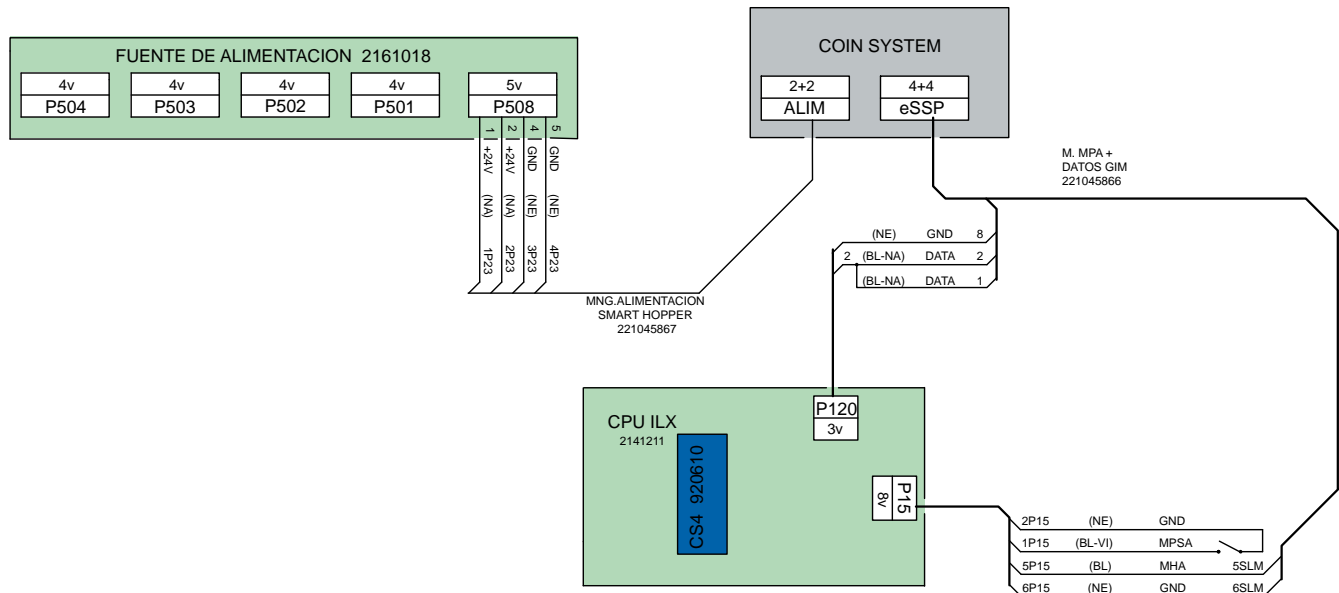 FUENTE DE ALIMENTACION 2161018
4v
P504
4v
P503
4v
P502
4v
P501
5v
P508
1 +24V (NA) 1P23
2 +24V (NA) 2P23
4 GND (NE) 3P23
5 GND (NE) 4P23
MNG.ALIMENTACION
SMART HOPPER
221045867
COIN SYSTEM
2+2
ALIM
4+4
eSSP
M. MPA +
DATOS GIM
221045866
(NE) GND 8
2 (BL-NA) DATA 2
(BL-NA) DATA 1
CPU ILX
2141211
CS4 920610
P120
3v
P15
8v
2P15 (NE) GND
1P15 (BL-VI) MPSA
5P15 (BL) MHA 5SLM
6P15 (NE) GND 6SLM